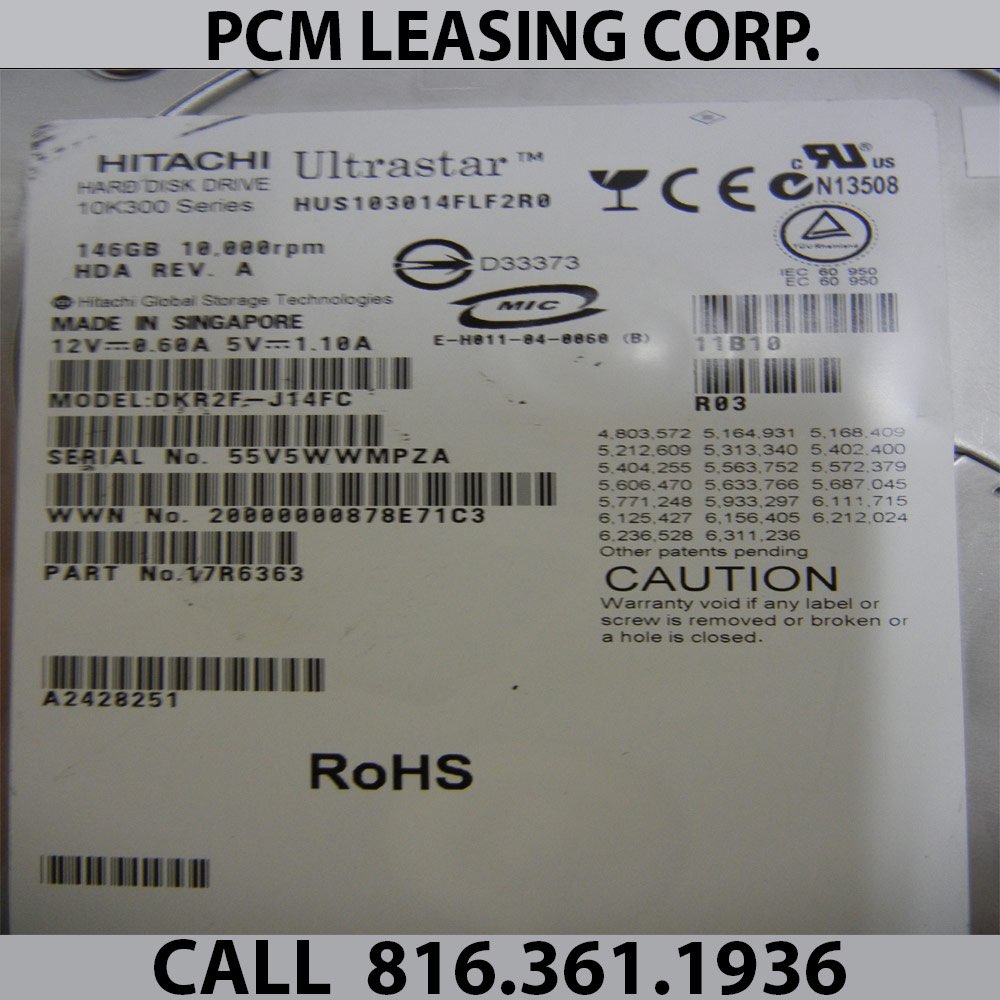 PCM LEASING CORP.
HITACHI Ultrastar™
HARD DISK DRIVE
10K300 Series
HUS103014FLF2R0
146GB 10,000rpm
HDA REV. A
D33373
CE
c RU® US
N13508
TÜVRheinland
IEC 60 950
EC 60 950
Hitachi Global Storage Technologies
MADE IN SINGAPORE
12V⎓0.60A 5V⎓1.10A
MIC
E-H011-04-0060 (B)
11B10
R03
MODEL:DKR2F-J14FC
SERIAL No. 55V5WWMPZA
WWN No. 20000000878E71C3
PART No.17R6363
A2428251
4,803,572 5,164,931 5,168,409
5,212,609 5,313,340 5,402,400
5,404,255 5,563,752 5,572,379
5,606,470 5,633,766 5,687,045
5,771,248 5,933,297 6,111,715
6,125,427 6,156,405 6,212,024
6,236,528 6,311,236
Other patents pending
CAUTION
Warranty void if any label or
screw is removed or broken or
a hole is closed.
RoHS
CALL 816.361.1936